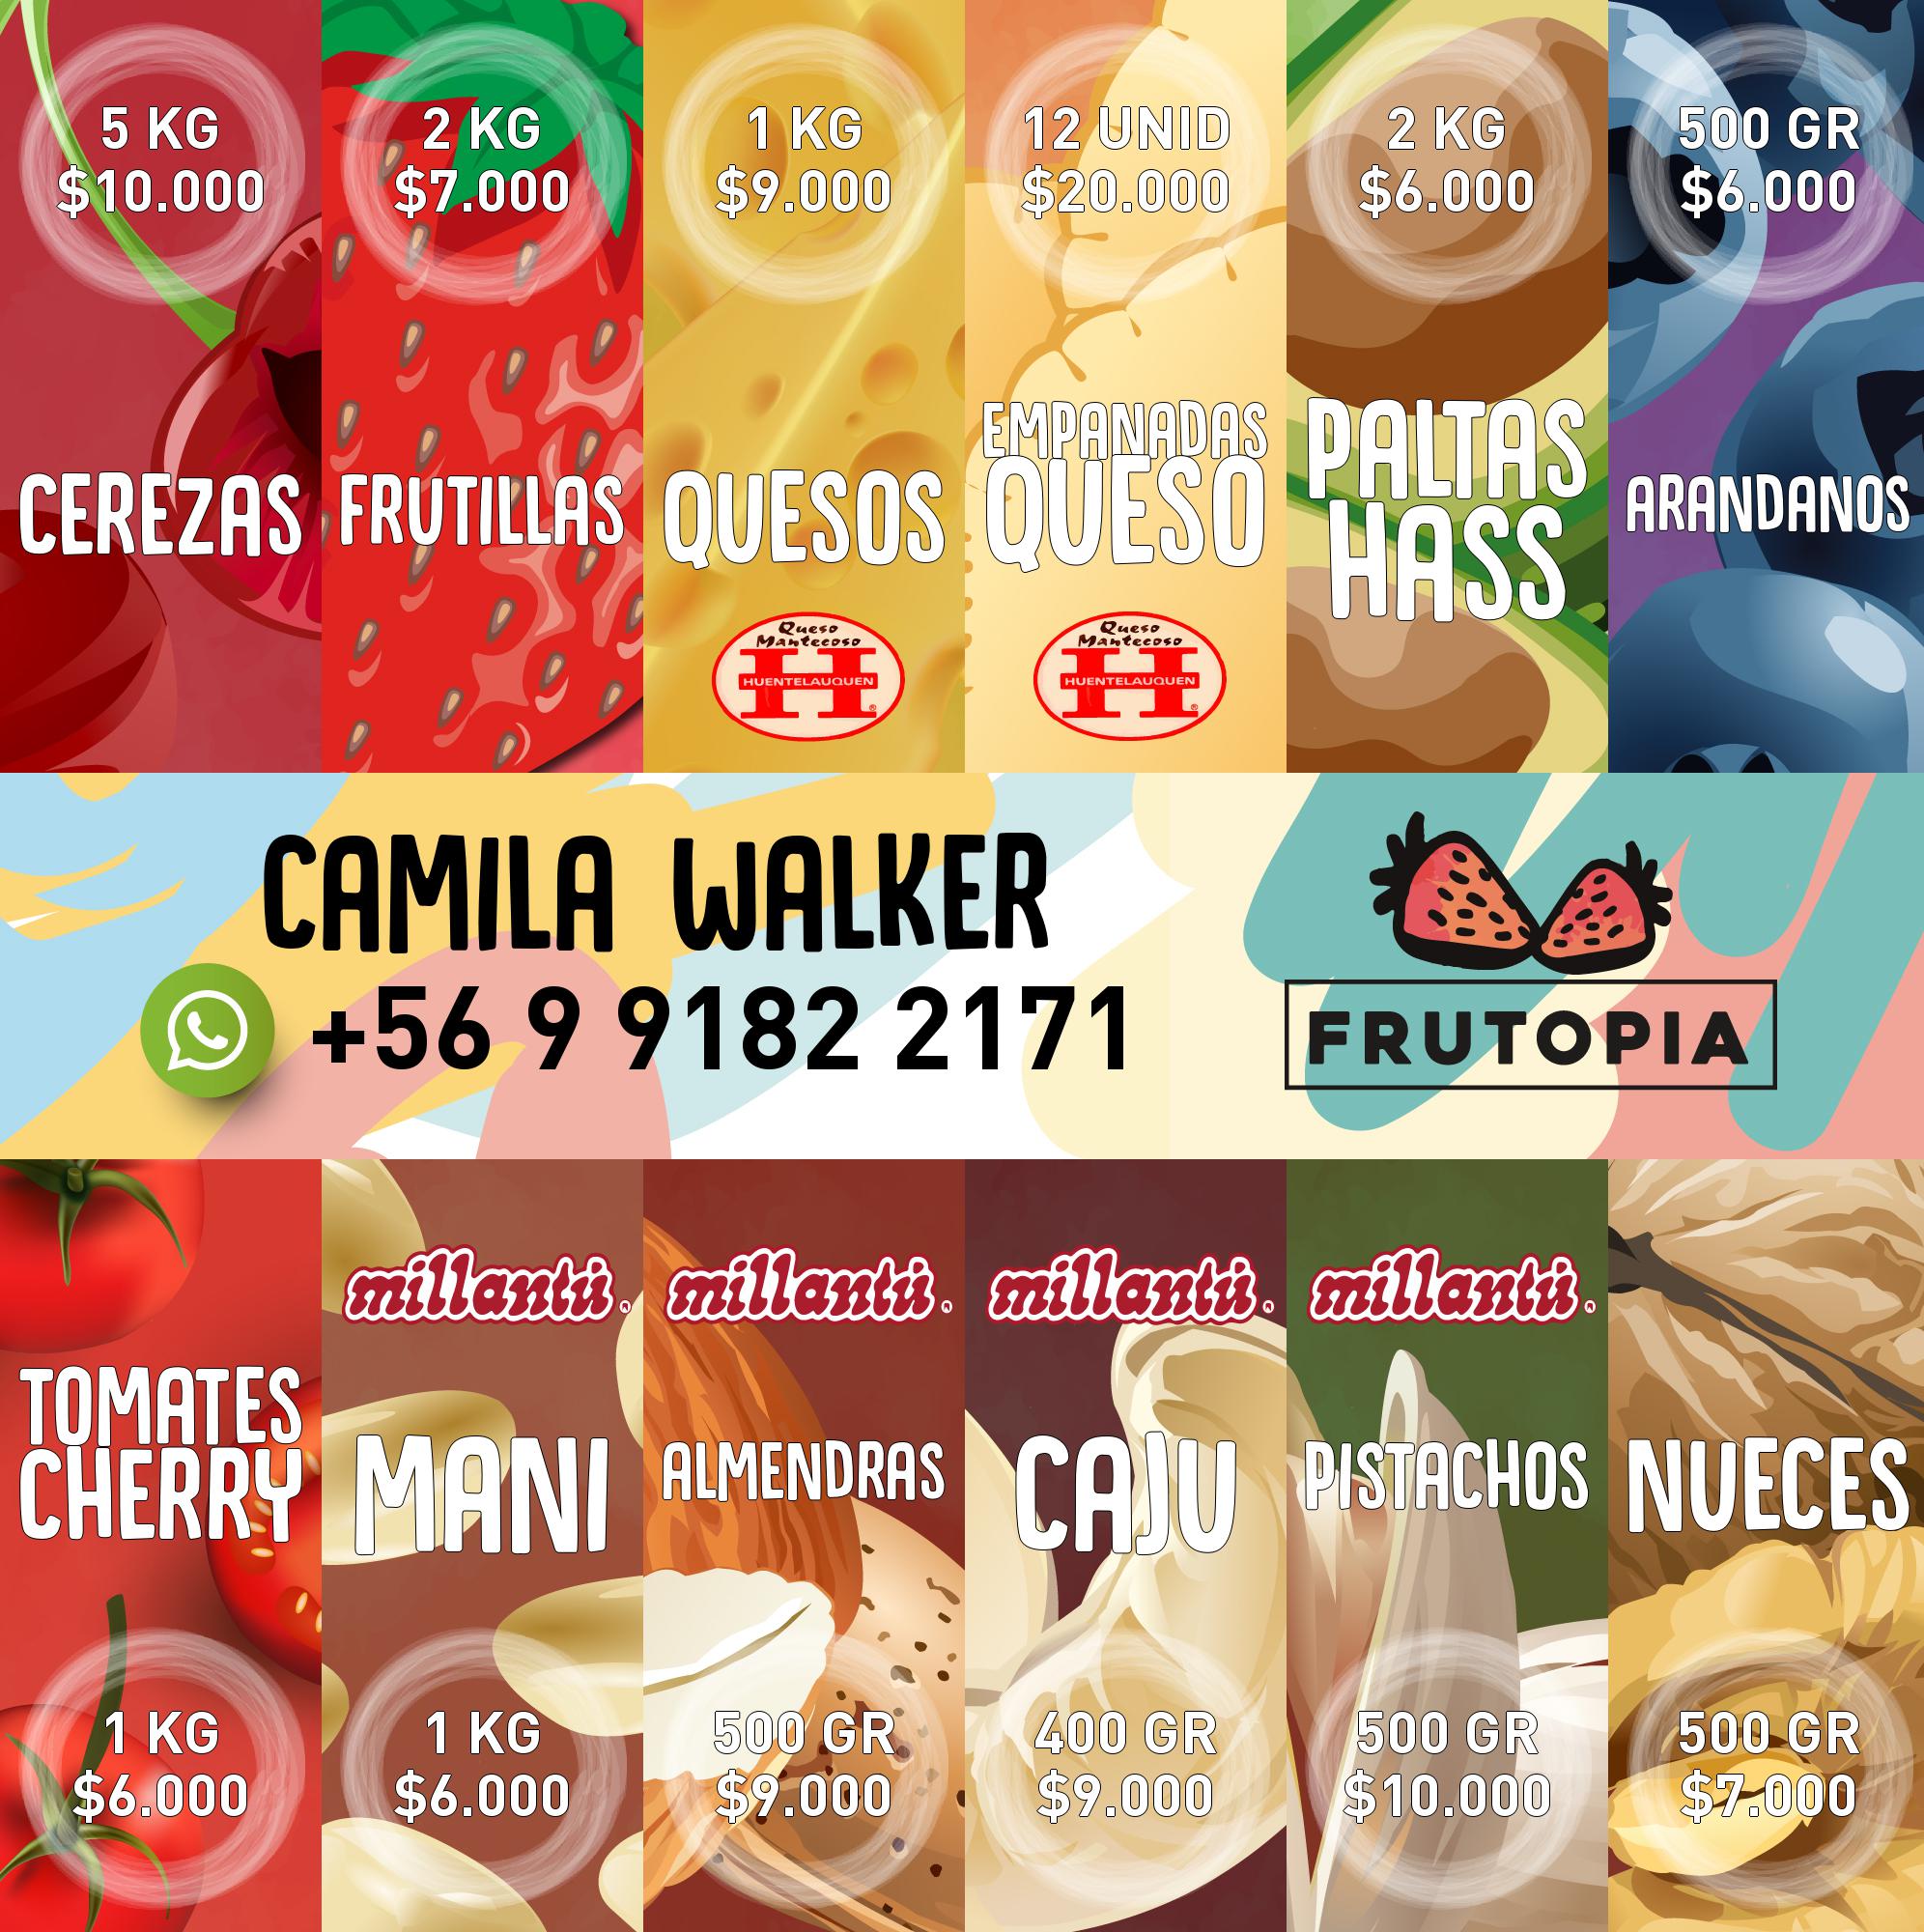 5 KG
$10.000
CEREZAS
2 KG
$7.000
FRUTILLAS
1 KG
$9.000
QUESOS
Queso
Mantecoso
H
HUENTELAUQUEN
®
12 UNID
$20.000
EMPANADAS
QUESO
Queso
Mantecoso
H
HUENTELAUQUEN
®
2 KG
$6.000
PALTAS
HASS
500 GR
$6.000
ARANDANOS
CAMILA WALKER
+56 9 9182 2171
FRUTOPIA
TOMATES
CHERRY
1 KG
$6.000
millantú
MANI
1 KG
$6.000
millantú
ALMENDRAS
500 GR
$9.000
millantú
CAJU
400 GR
$9.000
millantú
PISTACHOS
500 GR
$10.000
NUECES
500 GR
$7.000